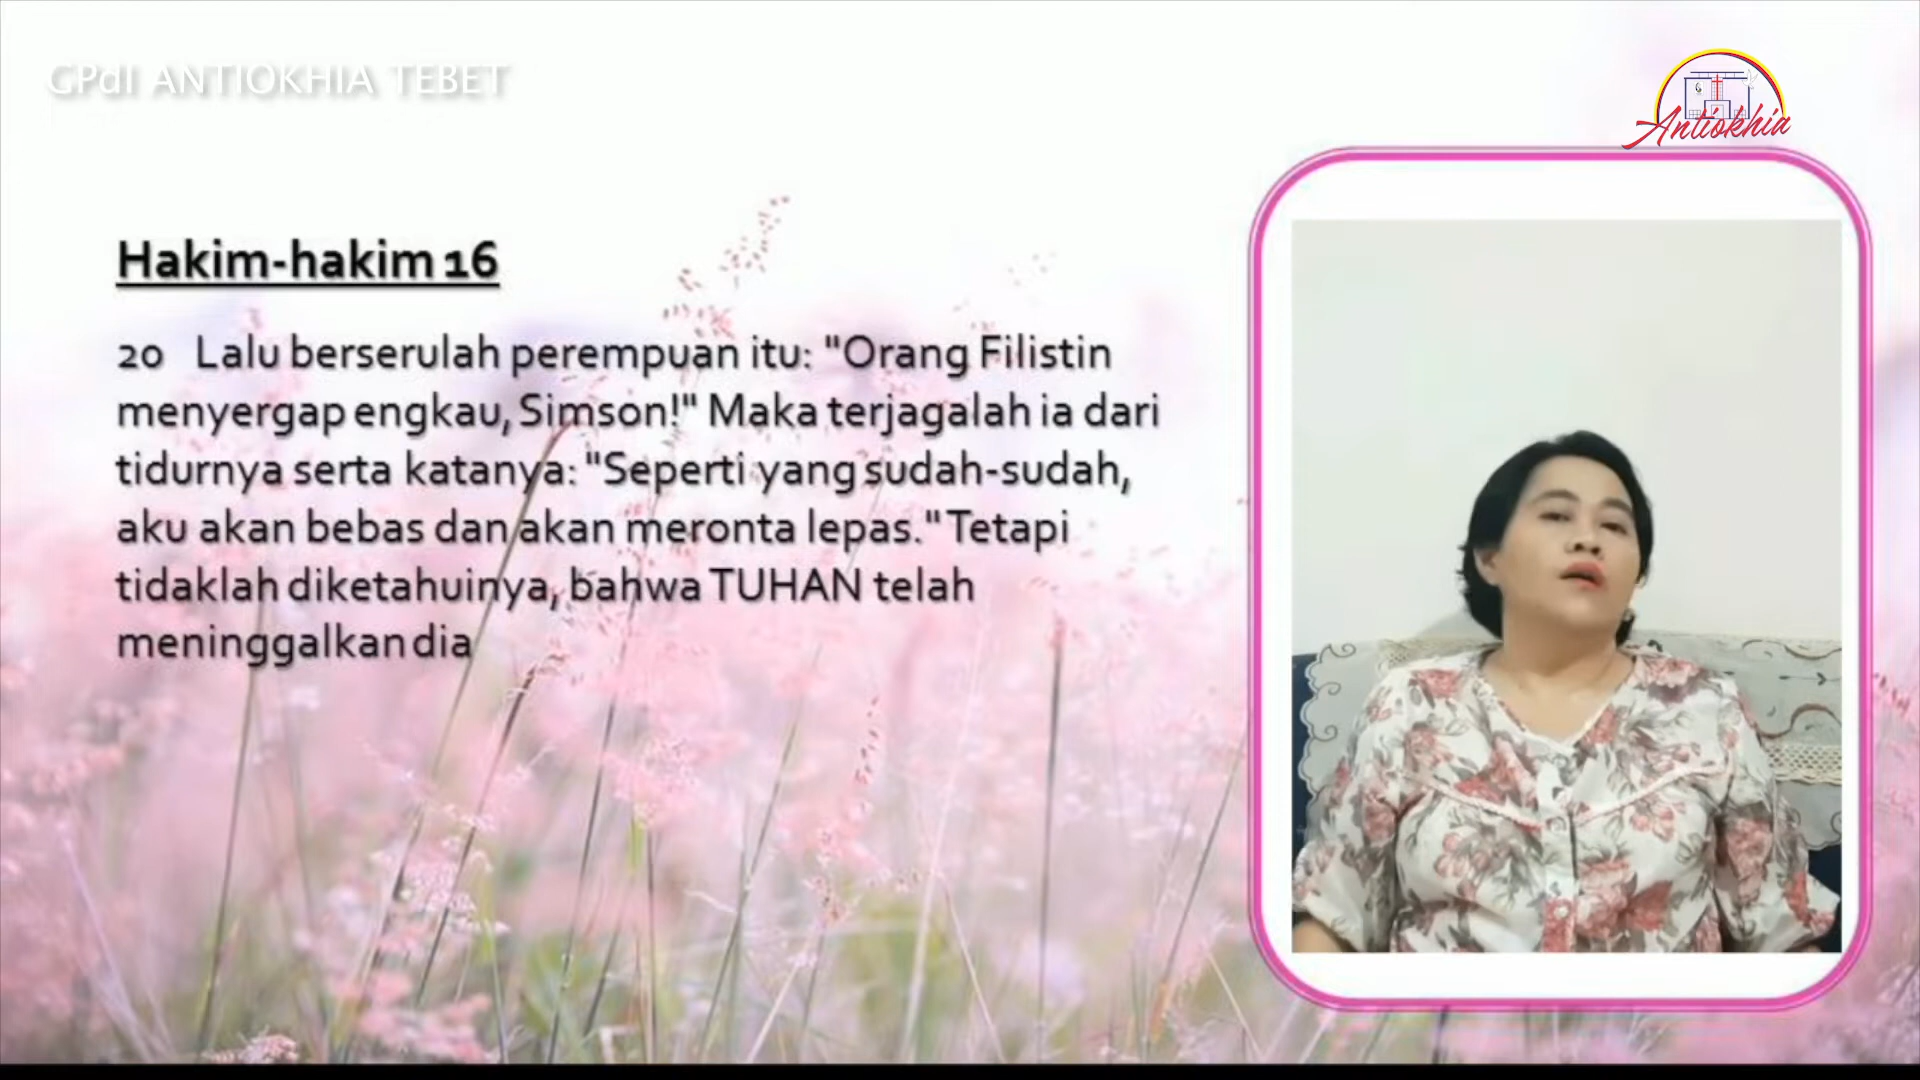 GPdI ANTIOKHIA TEBET
Antiokhia
Hakim-hakim 16
20 Lalu berserulah perempuan itu: "Orang Filistin
menyergap engkau, Simson!" Maka terjagalah ia dari
tidurnya serta katanya: "Seperti yang sudah-sudah,
aku akan bebas dan akan meronta lepas." Tetapi
tidaklah diketahuinya, bahwa TUHAN telah
meninggalkan dia